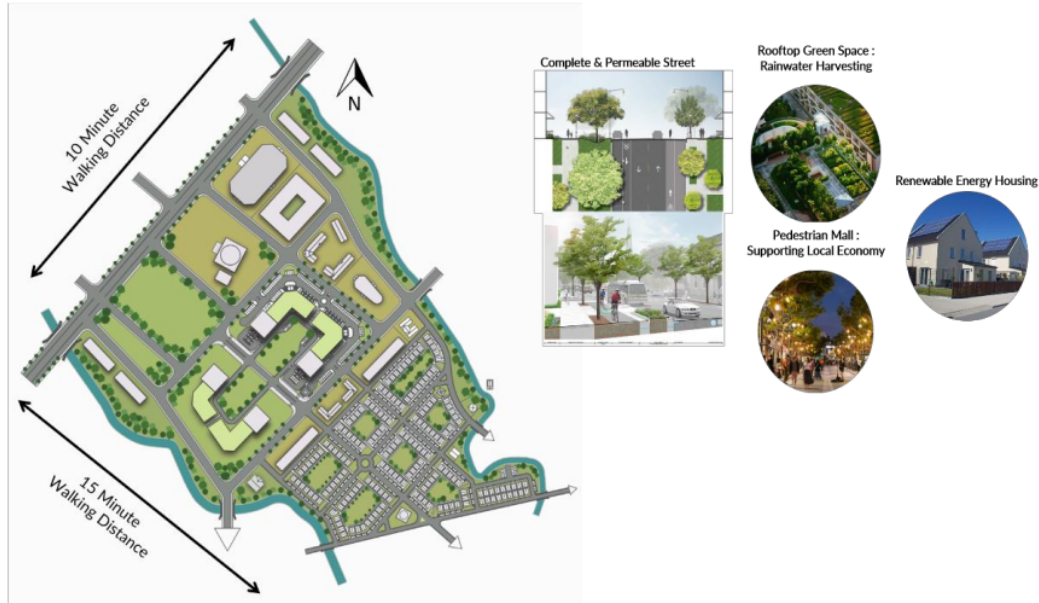 10 Minute
Walking Distance
N
15 Minute
Walking Distance
Complete & Permeable Street
Rooftop Green Space :
Rainwater Harvesting
Pedestrian Mall :
Supporting Local Economy
Renewable Energy Housing